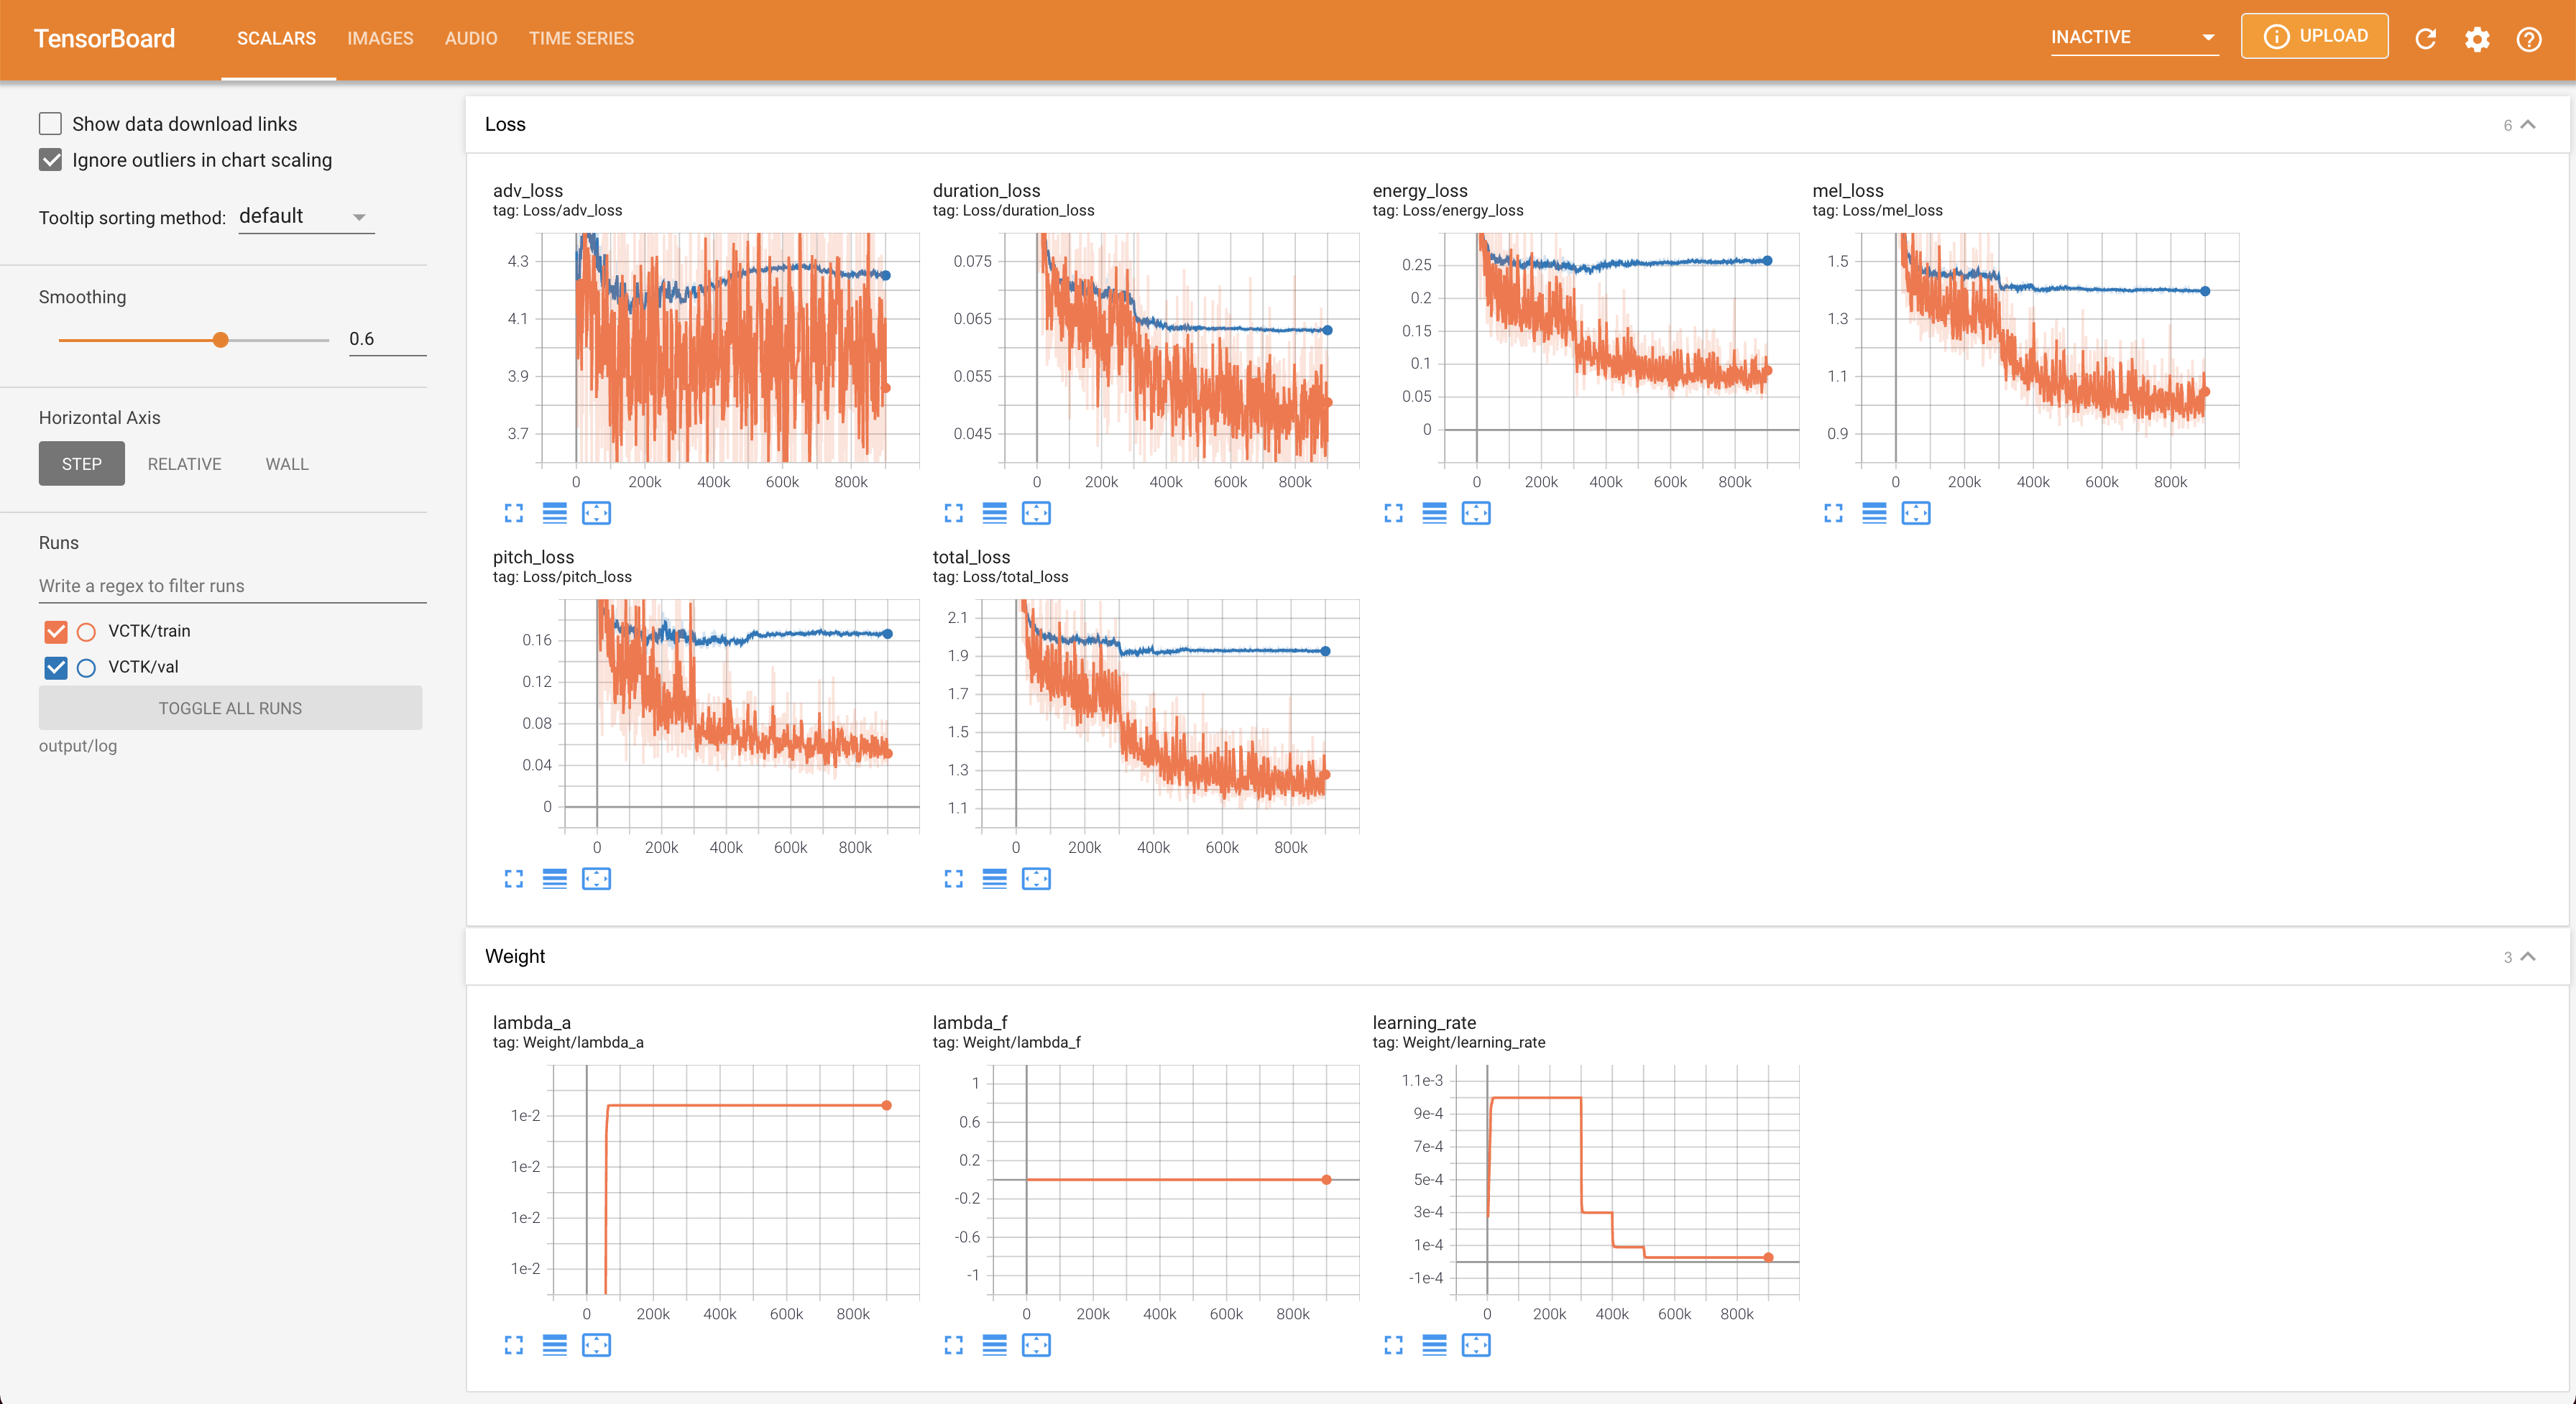 TensorBoard SCALARS IMAGES AUDIO TIME SERIES INACTIVE UPLOAD
Show data download links
Ignore outliers in chart scaling
Tooltip sorting method: default
Smoothing
0.6
Horizontal Axis
STEP RELATIVE WALL
Runs
Write a regex to filter runs
VCTK/train
VCTK/val
TOGGLE ALL RUNS
output/log
Loss 6
adv_loss
tag: Loss/adv_loss
4.3
4.1
3.9
3.7
0 200k 400k 600k 800k
duration_loss
tag: Loss/duration_loss
0.075
0.065
0.055
0.045
0 200k 400k 600k 800k
energy_loss
tag: Loss/energy_loss
0.25
0.2
0.15
0.1
0.05
0
0 200k 400k 600k 800k
mel_loss
tag: Loss/mel_loss
1.5
1.3
1.1
0.9
0 200k 400k 600k 800k
pitch_loss
tag: Loss/pitch_loss
0.16
0.12
0.08
0.04
0
0 200k 400k 600k 800k
total_loss
tag: Loss/total_loss
2.1
1.9
1.7
1.5
1.3
1.1
0 200k 400k 600k 800k
Weight 3
lambda_a
tag: Weight/lambda_a
1e-2
1e-2
1e-2
1e-2
0 200k 400k 600k 800k
lambda_f
tag: Weight/lambda_f
1
0.6
0.2
-0.2
-0.6
-1
0 200k 400k 600k 800k
learning_rate
tag: Weight/learning_rate
1.1e-3
9e-4
7e-4
5e-4
3e-4
1e-4
-1e-4
0 200k 400k 600k 800k